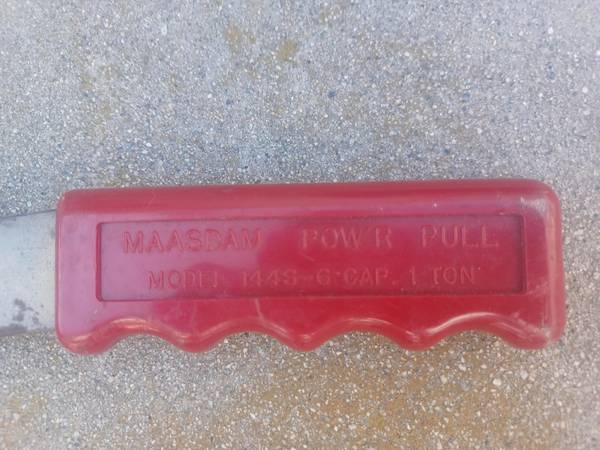 MAASDAM POW'R PULL
MODEL 144S-6 CAP. 1 TON